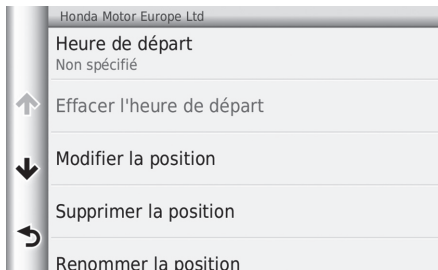 Honda Motor Europe Ltd
Heure de départ
Non spécifié
Effacer l'heure de départ
Modifier la position
Supprimer la position
Renommer la position